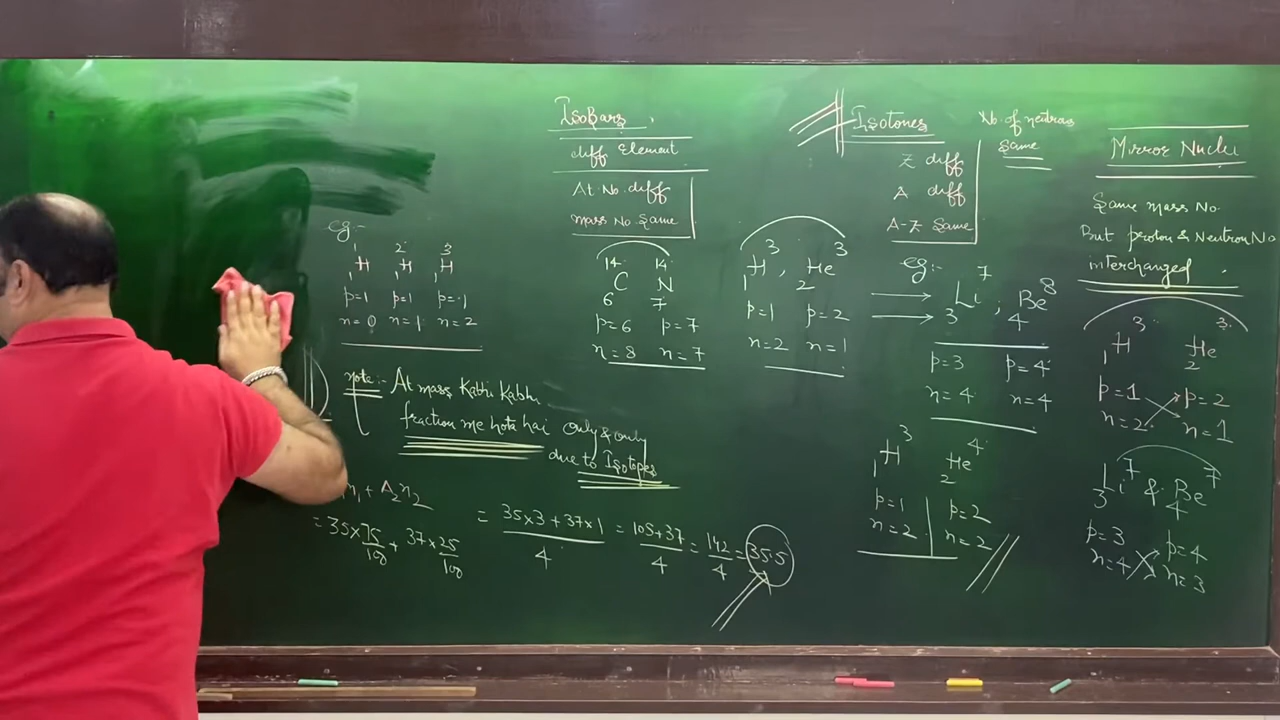 eg:-
1 2 3
H H H
1 1 1
p=1 p=1 p=1
n=0 n=1 n=2
note:- At mass Kabhi Kabhi
fraction me hota hai only & only
due to Isotopes
n₁ + A₂n₂
= 35×75/100 + 37×25/100 = 35×3+37×1/4 = 105+37/4 = 142/4 = 35.5
IsoBars
diff Element
At No. diff
mass No same
14 14
C N
6 7
p=6 p=7
n=8 n=7
3 3
H, He
1 2
p=1 p=2
n=2 n=1
Isotones
No. of neutrons
same
Z diff
A diff
A-Z same
eg:-
7 8
Li, Be
3 4
p=3 p=4
n=4 n=4
3 4
H He
1 2
p=1 p=2
n=2 n=2
Mirror Nuclei
Same mass No.
But proton & Neutron No
interchanged.
3 3
H He
1 2
p=1 p=2
n=2 n=1
7 7
Li & Be
3 4
p=3 p=4
n=4 n=3